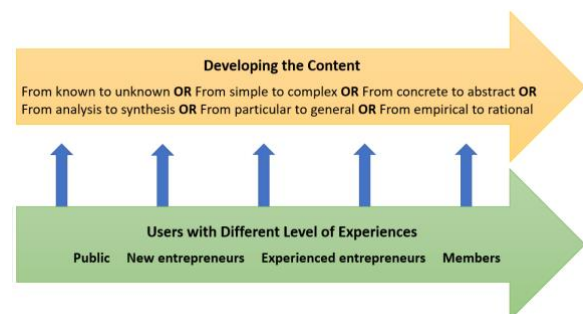 Developing the Content
From known to unknown OR From simple to complex OR From concrete to abstract OR
From analysis to synthesis OR From particular to general OR From empirical to rational
Users with Different Level of Experiences
Public New entrepreneurs Experienced entrepreneurs Members